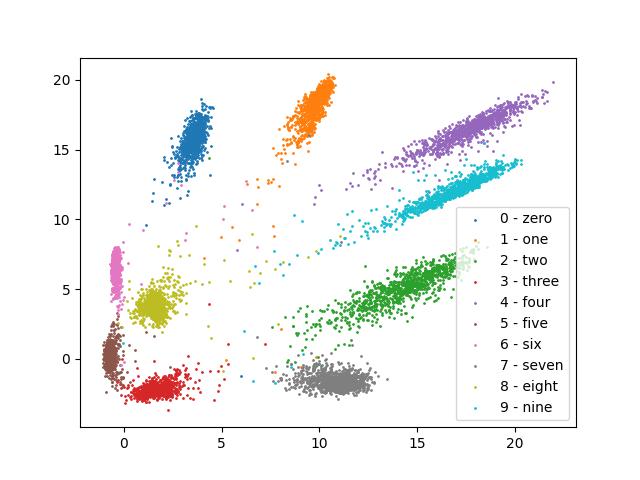 20
15
10
5
0
0 5 10 15 20
0 - zero
1 - one
2 - two
3 - three
4 - four
5 - five
6 - six
7 - seven
8 - eight
9 - nine